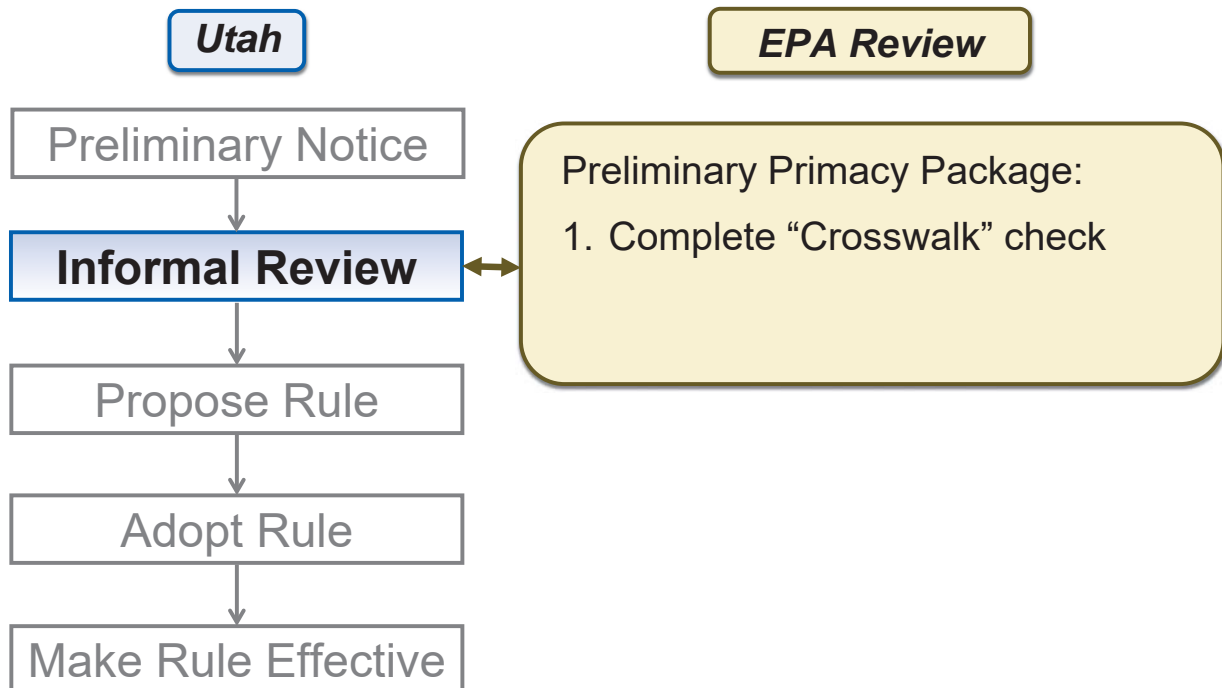 Utah
EPA Review
Preliminary Notice
Informal Review
Propose Rule
Adopt Rule
Make Rule Effective
Preliminary Primacy Package:
1. Complete “Crosswalk” check